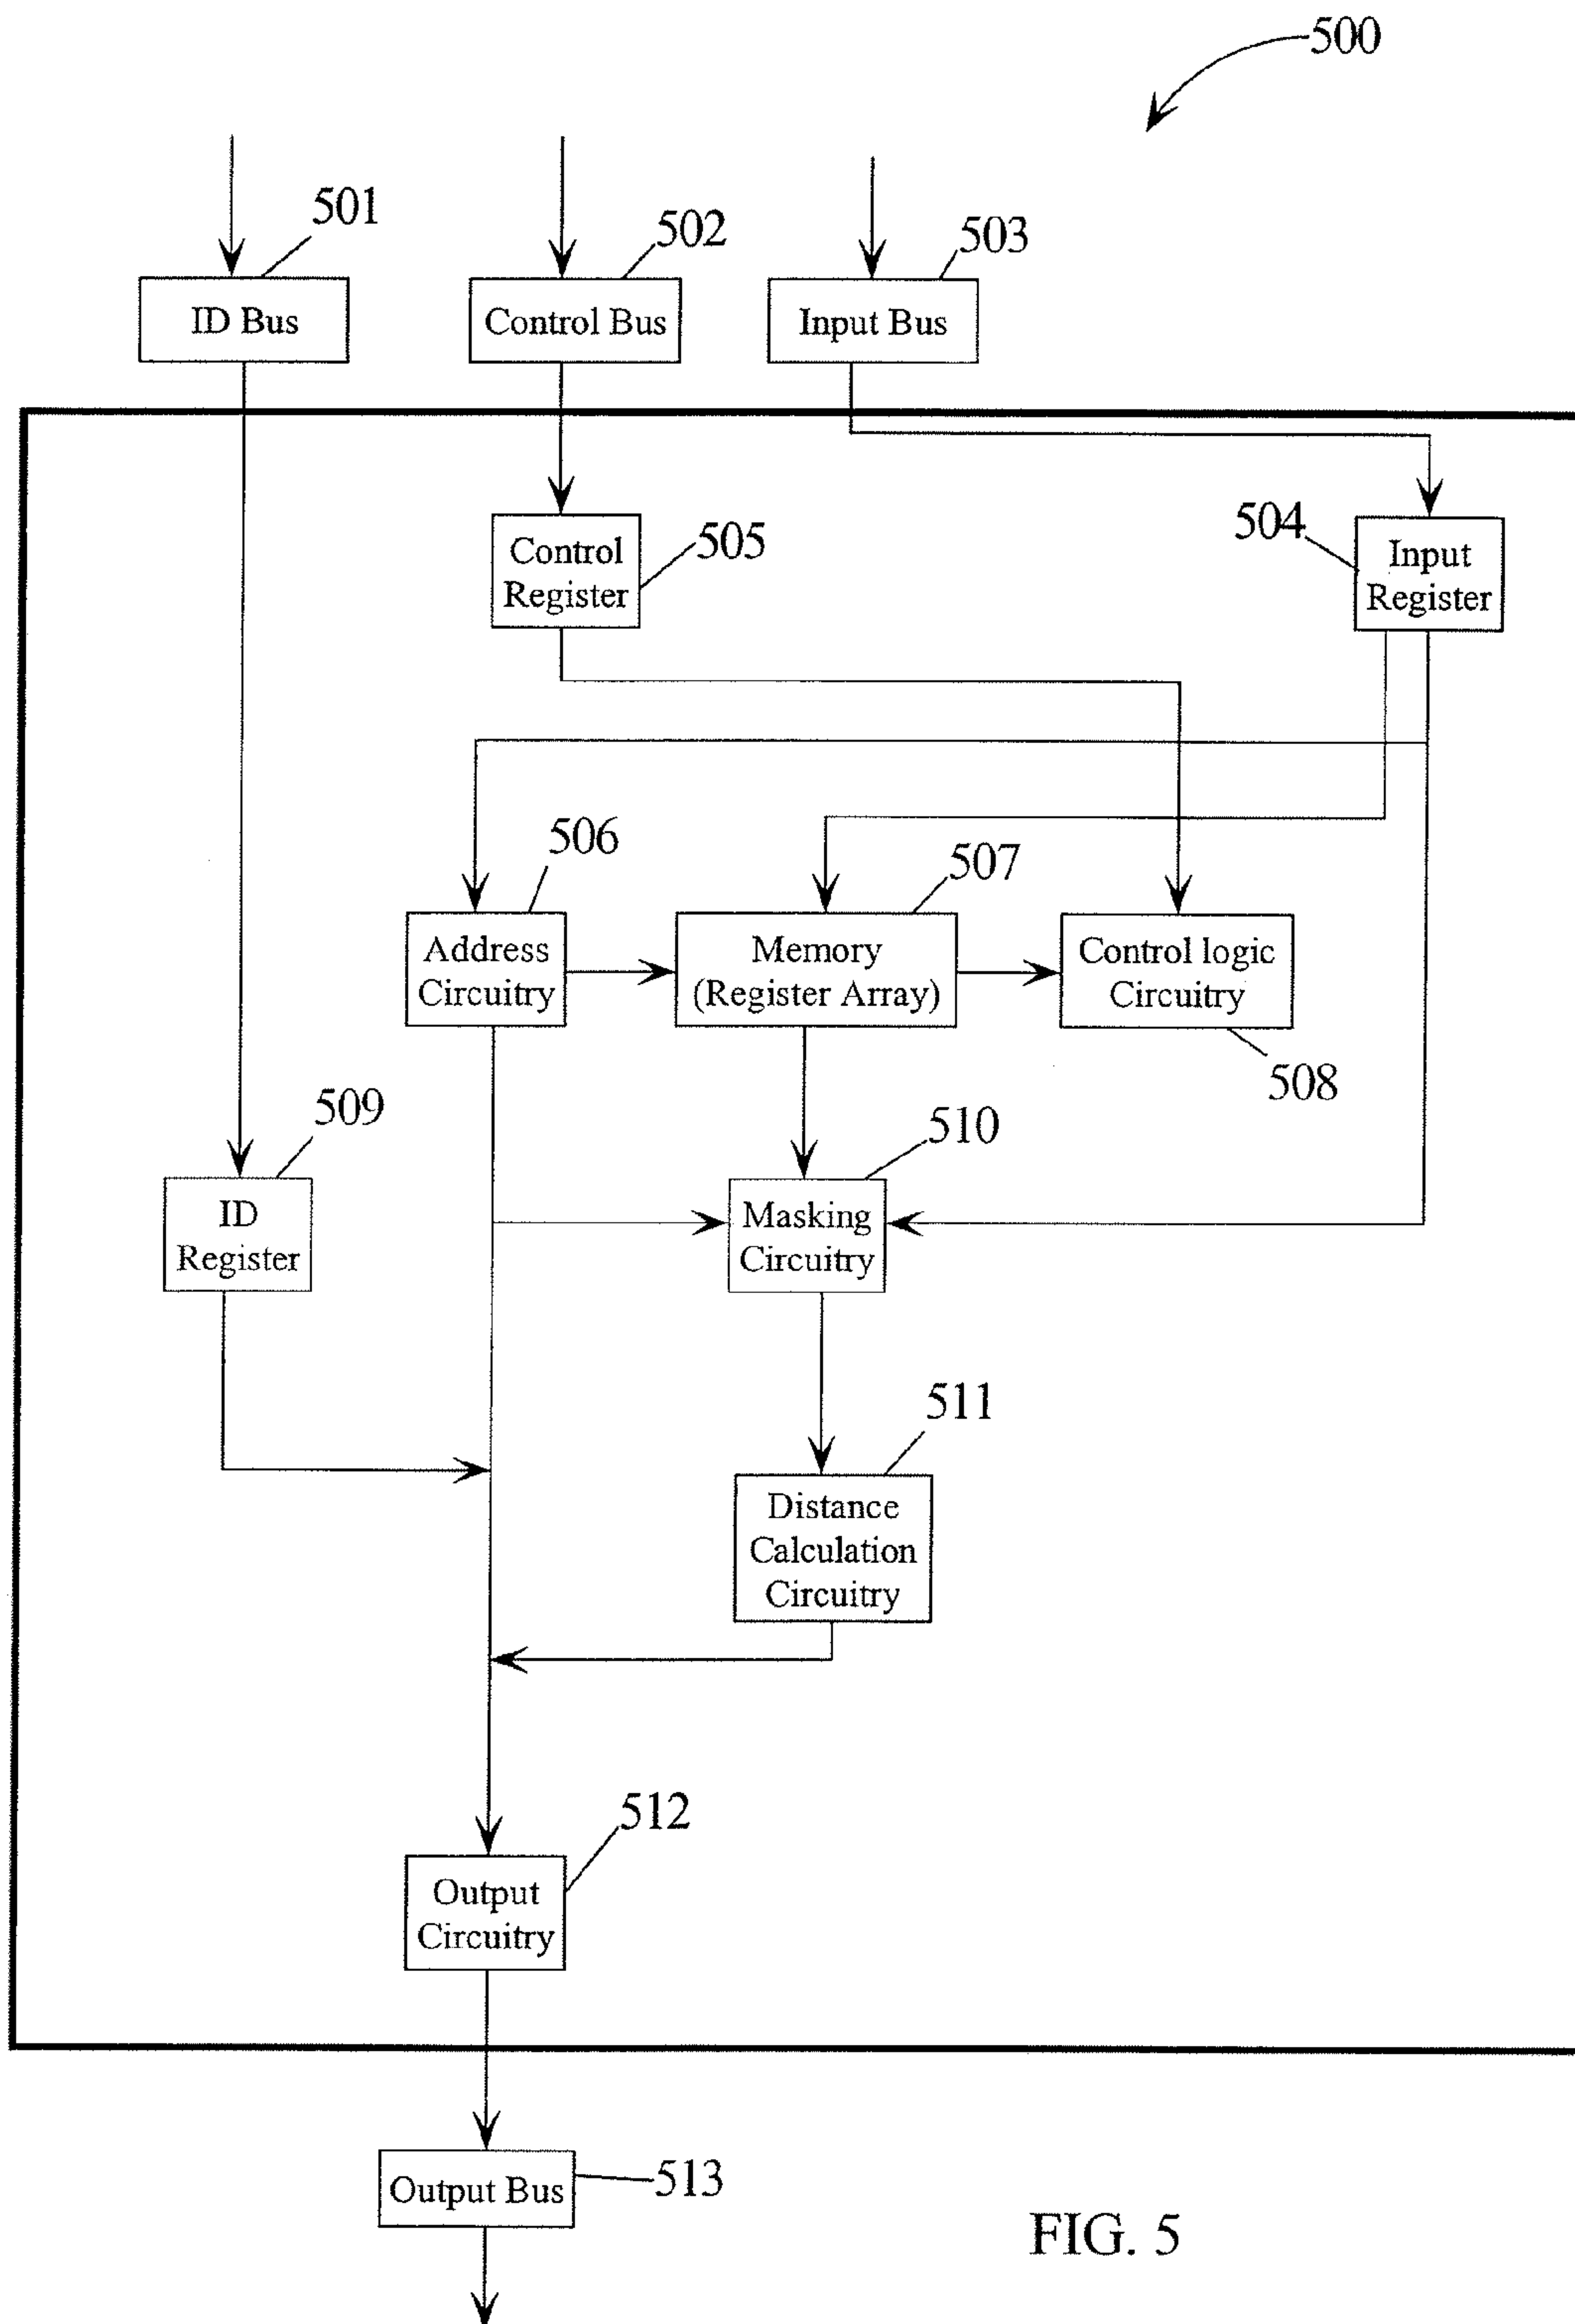 500
501
502
503
ID Bus
Control Bus
Input Bus
Control
Register
505
504
Input
Register
506
507
Address
Circuitry
Memory
(Register Array)
Control logic
Circuitry
508
509
510
ID
Register
Masking
Circuitry
511
Distance
Calculation
Circuitry
512
Output
Circuitry
Output Bus
513
FIG. 5